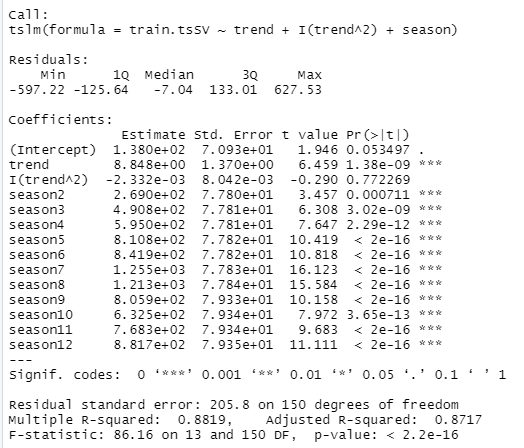 Call:
tslm(formula = train.tsSV ~ trend + I(trend^2) + season)

Residuals:
    Min      1Q  Median      3Q     Max
-597.22 -125.64   -7.04  133.01  627.53

Coefficients:
              Estimate Std. Error t value Pr(>|t|)
(Intercept)  1.380e+02  7.093e+01   1.946 0.053497 .
trend        8.848e+00  1.370e+00   6.459 1.38e-09 ***
I(trend^2)  -2.332e-03  8.042e-03  -0.290 0.772269
season2      2.690e+02  7.780e+01   3.457 0.000711 ***
season3      4.908e+02  7.781e+01   6.308 3.02e-09 ***
season4      5.950e+02  7.781e+01   7.647 2.29e-12 ***
season5      8.108e+02  7.782e+01  10.419  < 2e-16 ***
season6      8.419e+02  7.782e+01  10.818  < 2e-16 ***
season7      1.255e+03  7.783e+01  16.123  < 2e-16 ***
season8      1.213e+03  7.784e+01  15.584  < 2e-16 ***
season9      8.059e+02  7.933e+01  10.158  < 2e-16 ***
season10     6.325e+02  7.934e+01   7.972 3.65e-13 ***
season11     7.683e+02  7.934e+01   9.683  < 2e-16 ***
season12     8.817e+02  7.935e+01  11.111  < 2e-16 ***
---
Signif. codes:  0 ‘***’ 0.001 ‘**’ 0.01 ‘*’ 0.05 ‘.’ 0.1 ‘ ’ 1

Residual standard error: 205.8 on 150 degrees of freedom
Multiple R-squared:  0.8819,    Adjusted R-squared:  0.8717
F-statistic: 86.16 on 13 and 150 DF,  p-value: < 2.2e-16